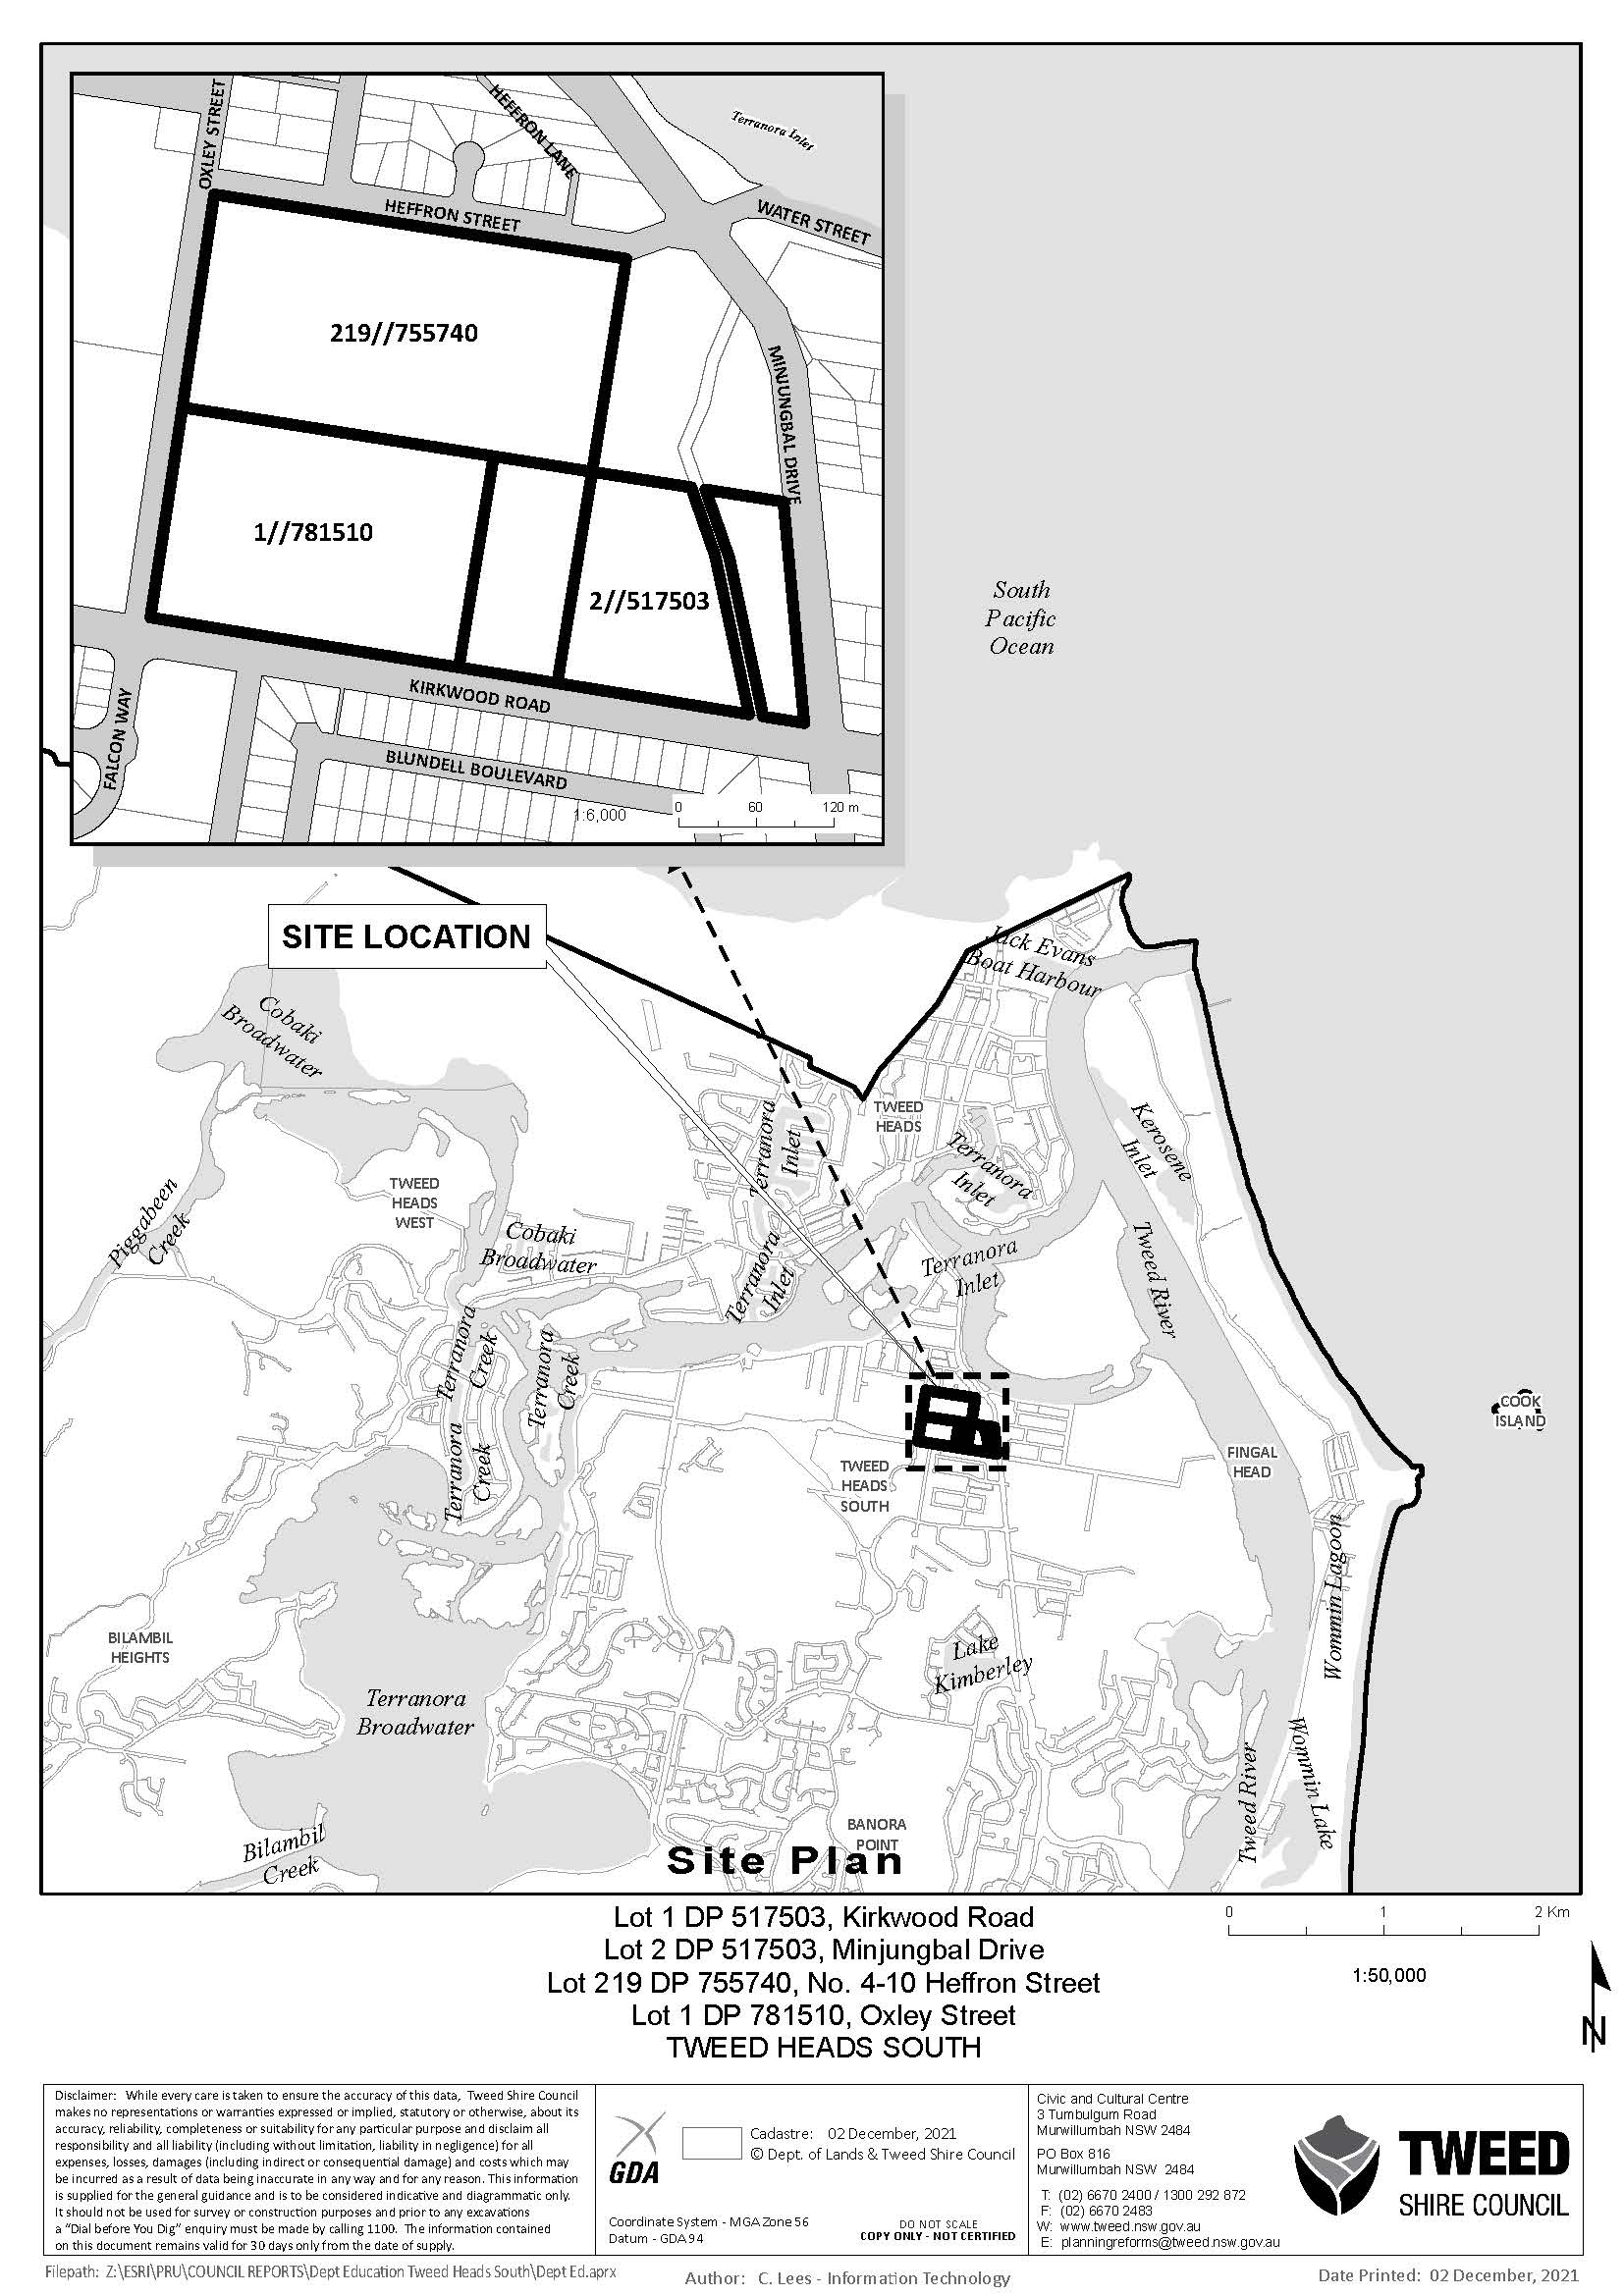 OXLEY STREET
HEFFRON LANE
Terranora Inlet
HEFFRON STREET
WATER STREET
219//755740
MINJUNGBAL DRIVE
1//781510
2//517503
KIRKWOOD ROAD
FALCON WAY
BLUNDELL BOULEVARD
1:6,000
0 60 120 m
South
Pacific
Ocean
SITE LOCATION
Jack Evans
Boat Harbour
Cobaki
Broadwater
TWEED
HEADS
Kerosene
Inlet
Terranora
Inlet
Terranora
Inlet
TWEED
HEADS
WEST
Piggabeen
Creek
Cobaki
Broadwater
Terranora
Inlet
Terranora
Inlet
Tweed River
Terranora
Creek
Terranora
Creek
Terranora
Creek
COOK
ISLAND
TWEED
HEADS
SOUTH
FINGAL
HEAD
Wommin Lagoon
BILAMBIL
HEIGHTS
Lake
Kimberley
Terranora
Broadwater
Wommin Lake
Tweed River
Bilambil
Creek
BANORA
POINT
Site Plan
Lot 1 DP 517503, Kirkwood Road
Lot 2 DP 517503, Minjungbal Drive
Lot 219 DP 755740, No. 4-10 Heffron Street
Lot 1 DP 781510, Oxley Street
TWEED HEADS SOUTH
0 1 2 Km
1:50,000
N
Disclaimer: While every care is taken to ensure the accuracy of this data, Tweed Shire Council
makes no representations or warranties expressed or implied, statutory or otherwise, about its
accuracy, reliability, completeness or suitability for any particular purpose and disclaim all
responsibility and all liability (including without limitation, liability in negligence) for all
expenses, losses, damages (including indirect or consequential damage) and costs which may
be incurred as a result of data being inaccurate in any way and for any reason. This information
is supplied for the general guidance and is to be considered indicative and diagrammatic only.
It should not be used for survey or construction purposes and prior to any excavations
a "Dial before You Dig" enquiry must be made by calling 1100. The information contained
on this document remains valid for 30 days only from the date of supply.
GDA
Cadastre: 02 December, 2021
© Dept. of Lands & Tweed Shire Council
Coordinate System - MGA Zone 56
Datum - GDA 94
DO NOT SCALE
COPY ONLY - NOT CERTIFIED
Civic and Cultural Centre
3 Tumbulgum Road
Murwillumbah NSW 2484
PO Box 816
Murwillumbah NSW 2484
T: (02) 6670 2400 / 1300 292 872
F: (02) 6670 2483
W: www.tweed.nsw.gov.au
E: planningreforms@tweed.nsw.gov.au
TWEED
SHIRE COUNCIL
Filepath: Z:\ESRI\PRU\COUNCIL REPORTS\Dept Education Tweed Heads South\Dept Ed.aprx
Author: C. Lees - Information Technology
Date Printed: 02 December, 2021